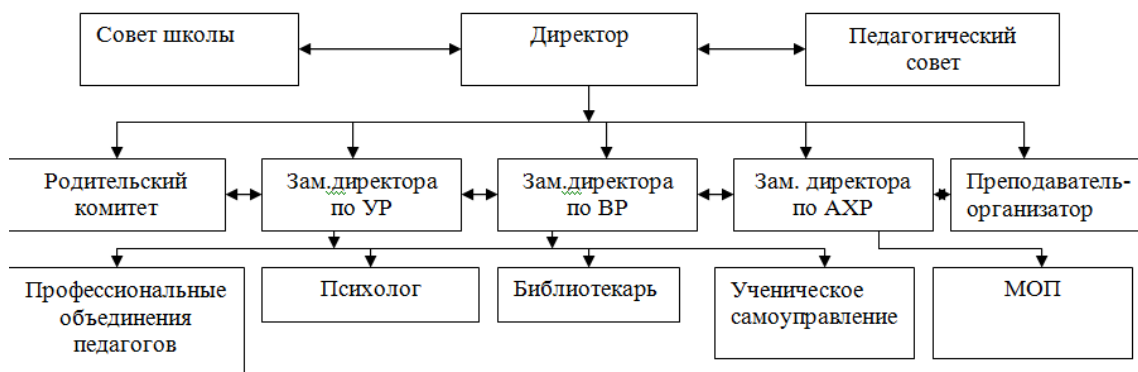 Совет школы
Директор
Педагогический
совет
Родительский
комитет
Зам.директора
по УР
Зам.директора
по ВР
Зам. директора
по АХР
Преподаватель-
организатор
Профессиональные
объединения
педагогов
Психолог
Библиотекарь
Ученическое
самоуправление
МОП